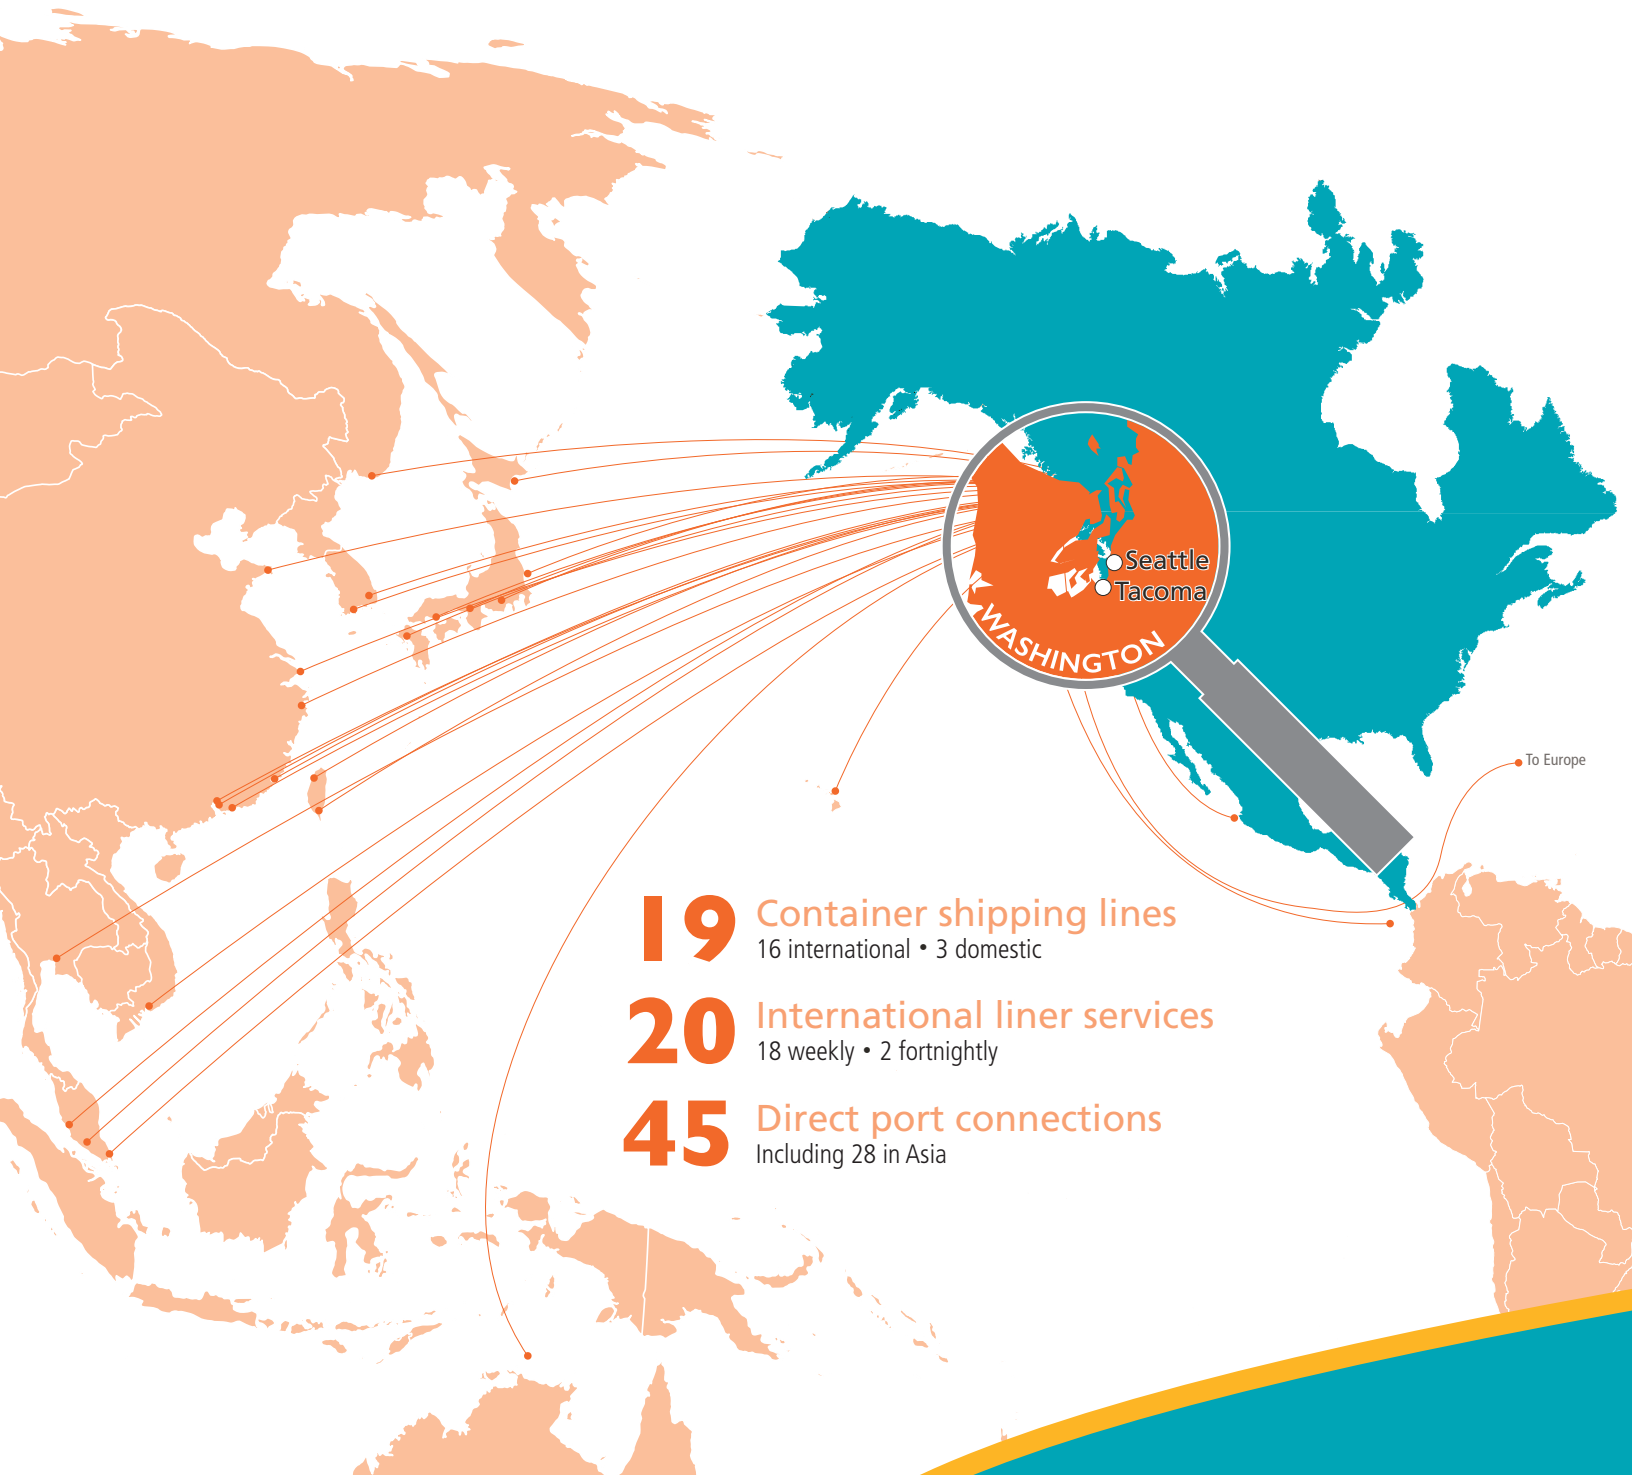 Seattle
Tacoma
WASHINGTON
To Europe
19 Container shipping lines
16 international • 3 domestic
20 International liner services
18 weekly • 2 fortnightly
45 Direct port connections
Including 28 in Asia